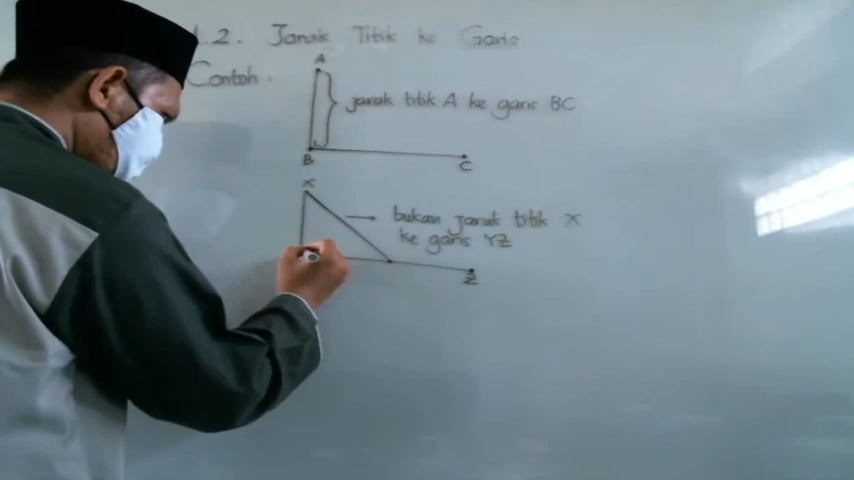 .2. Jarak Titik ke Garis
Contoh.
A
jarak titik A ke garis BC
B
C
X
bukan jarak titik X
ke garis YZ
Z